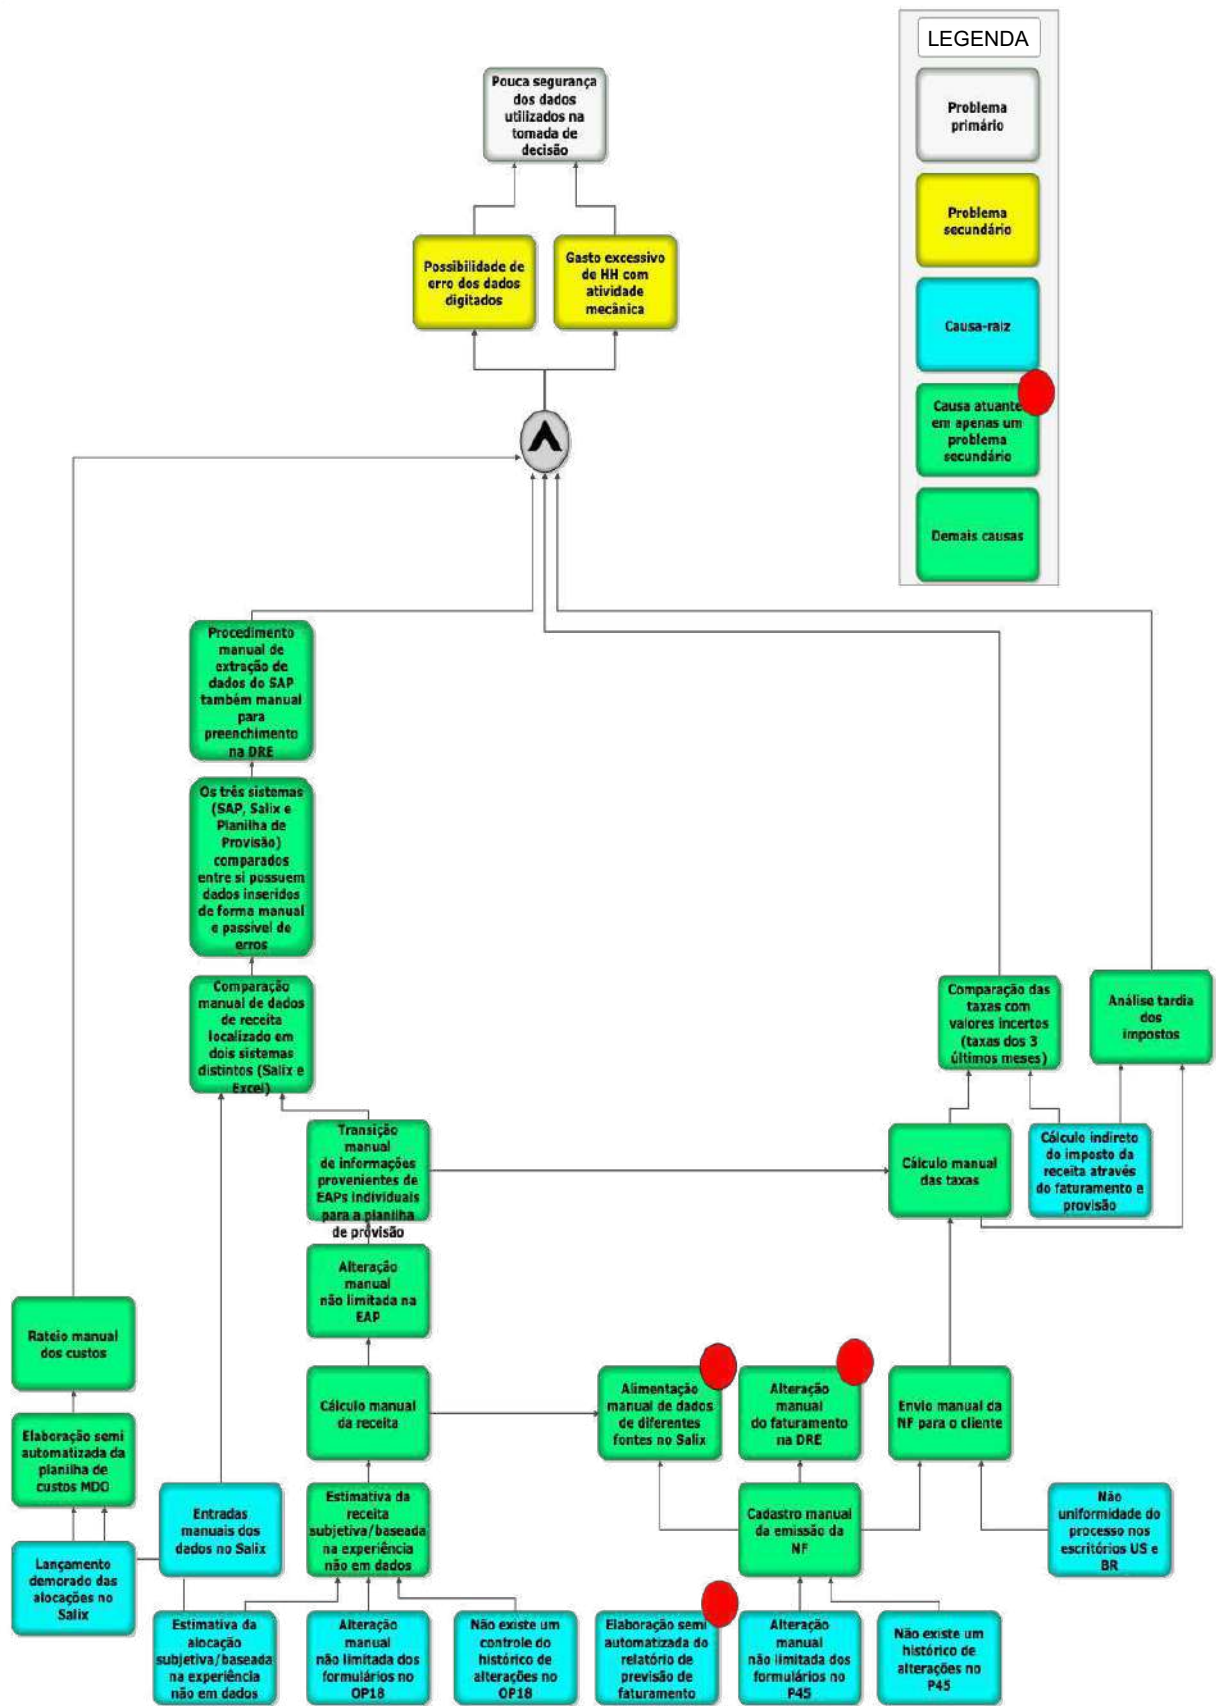 LEGENDA
Problema
primário
Problema
secundário
Causa-raiz
Causa atuante
em apenas um
problema
secundário
Demais causas
Pouca segurança
dos dados
utilizados na
tomada de
decisão
Possibilidade de
erro dos dados
digitados
Gasto excessivo
de HH com
atividade
mecânica
Procedimento
manual de
extração de
dados do SAP
também manual
para
preenchimento
na DRE
Os três sistemas
(SAP, Salix e
Planilha de
Provisão)
comparados
entre si possuem
dados inseridos
de forma manual
e passível de
erros
Comparação
manual de dados
de receita
localizado em
dois sistemas
distintos (Salix e
Excel)
Comparação das
taxas com
valores incertos
(taxas dos 3
últimos meses)
Análise tardia
dos
impostos
Transição
manual
de informações
provenientes de
EAPs individuais
para a planilha
de provisão
Cálculo manual
das taxas
Cálculo indireto
do imposto da
receita através
do faturamento e
provisão
Alteração
manual
não limitada na
EAP
Rateio manual
dos custos
Cálculo manual
da receita
Alimentação
manual de dados
de diferentes
fontes no Salix
Alteração
manual
do faturamento
na DRE
Envio manual da
NF para o cliente
Elaboração semi
automatizada da
planilha de
custos MDO
Entradas
manuais dos
dados no Salix
Estimativa da
receita
subjetiva/baseada
na experiência
não em dados
Cadastro manual
da emissão da
NF
Não
uniformidade do
processo nos
escritórios US e
BR
Lançamento
demorado das
alocações no
Salix
Estimativa da
alocação
subjetiva/baseada
na experiência
não em dados
Alteração
manual
não limitada dos
formulários no
OP18
Não existe um
controle do
histórico de
alterações no
OP18
Elaboração semi
automatizada do
relatório de
previsão de
faturamento
Alteração
manual
não limitada dos
formulários no
P45
Não existe um
histórico de
alterações no
P45